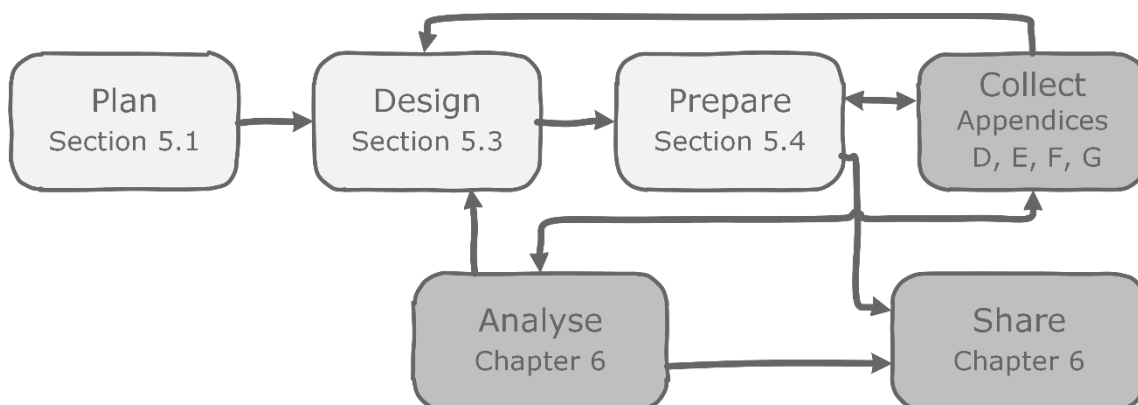 Plan
Section 5.1
Design
Section 5.3
Prepare
Section 5.4
Collect
Appendices
D, E, F, G
Analyse
Chapter 6
Share
Chapter 6